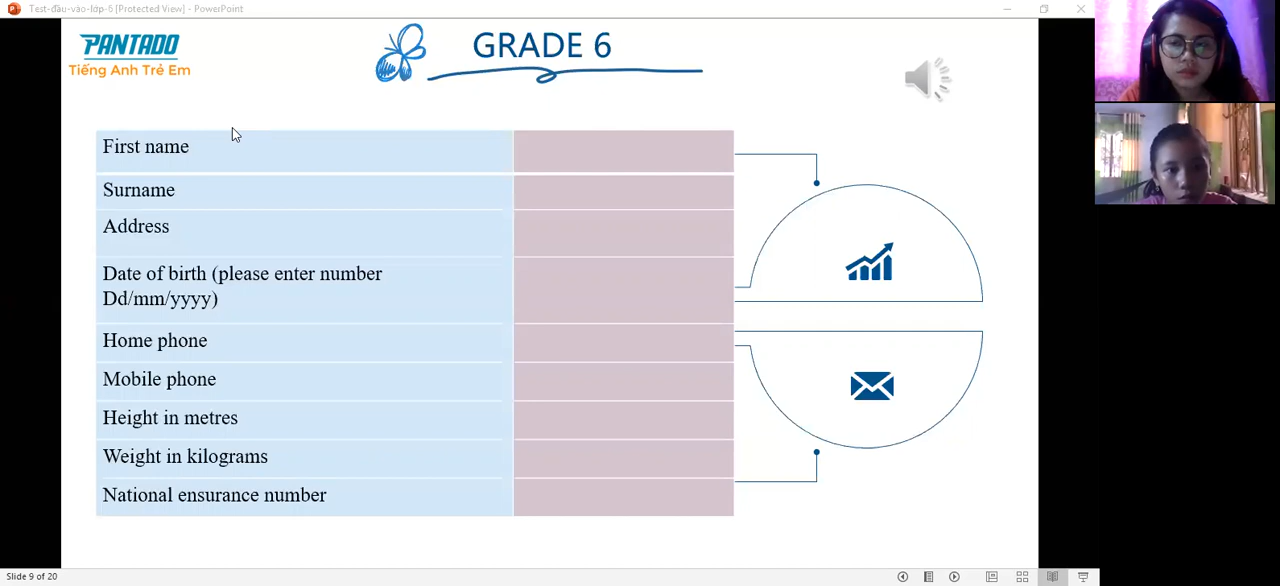 Test-đầu-vào-lớp-6 [Protected View] - PowerPoint
PANTADO
Tiếng Anh Trẻ Em
GRADE 6
First name
Surname
Address
Date of birth (please enter number
Dd/mm/yyyy)
Home phone
Mobile phone
Height in metres
Weight in kilograms
National ensurance number
Slide 9 of 20